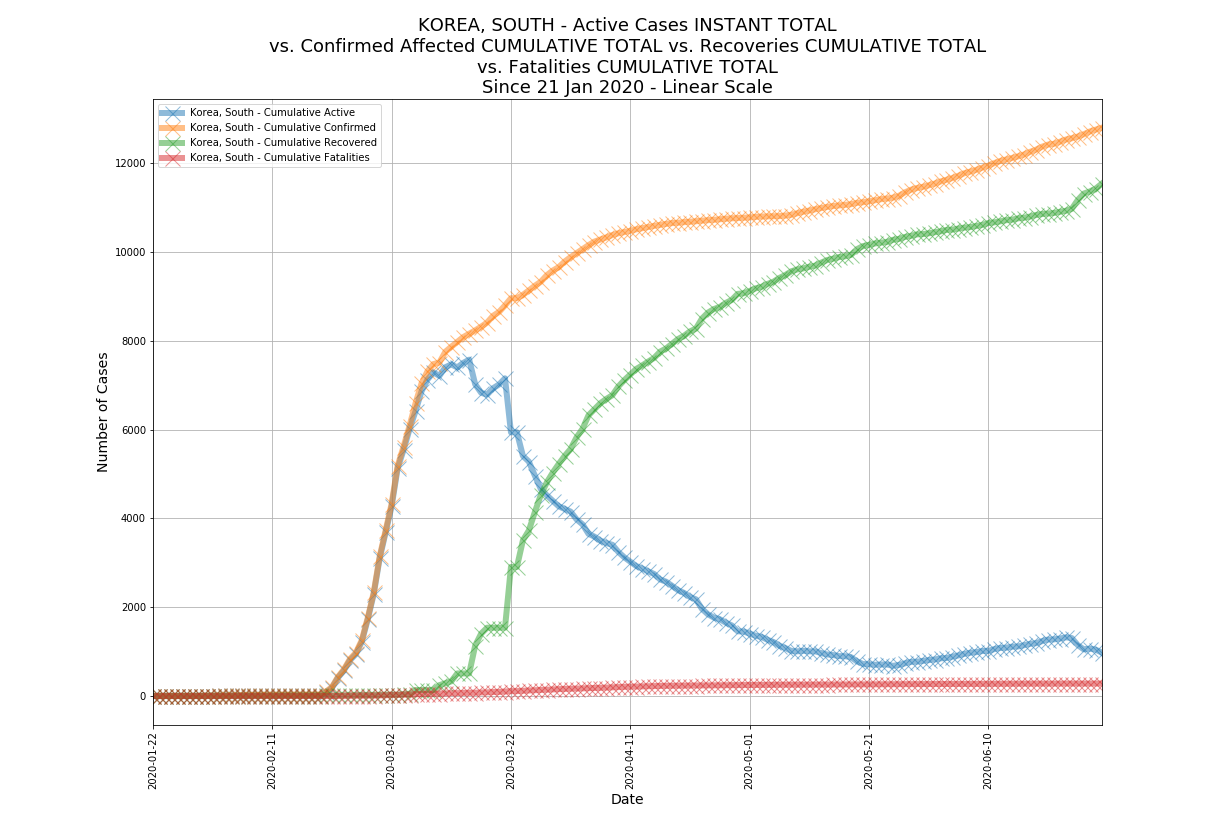 KOREA, SOUTH - Active Cases INSTANT TOTAL
vs. Confirmed Affected CUMULATIVE TOTAL vs. Recoveries CUMULATIVE TOTAL
vs. Fatalities CUMULATIVE TOTAL
Since 21 Jan 2020 - Linear Scale
Korea, South - Cumulative Active
Korea, South - Cumulative Confirmed
Korea, South - Cumulative Recovered
Korea, South - Cumulative Fatalities
Number of Cases
12000
10000
8000
6000
4000
2000
0
2020-01-22
2020-02-11
2020-03-02
2020-03-22
2020-04-11
2020-05-01
2020-05-21
2020-06-10
Date